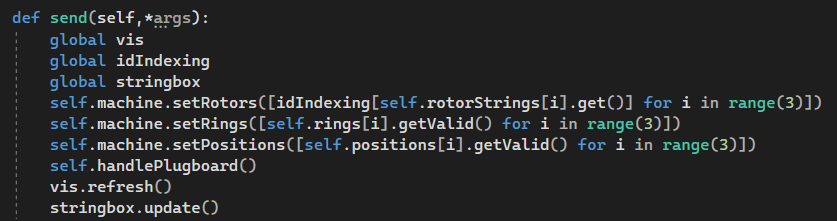 def send(self,*args):
    global vis
    global idIndexing
    global stringbox
    self.machine.setRotors([idIndexing[self.rotorStrings[i].get()] for i in range(3)])
    self.machine.setRings([self.rings[i].getValid() for i in range(3)])
    self.machine.setPositions([self.positions[i].getValid() for i in range(3)])
    self.handlePlugboard()
    vis.refresh()
    stringbox.update()